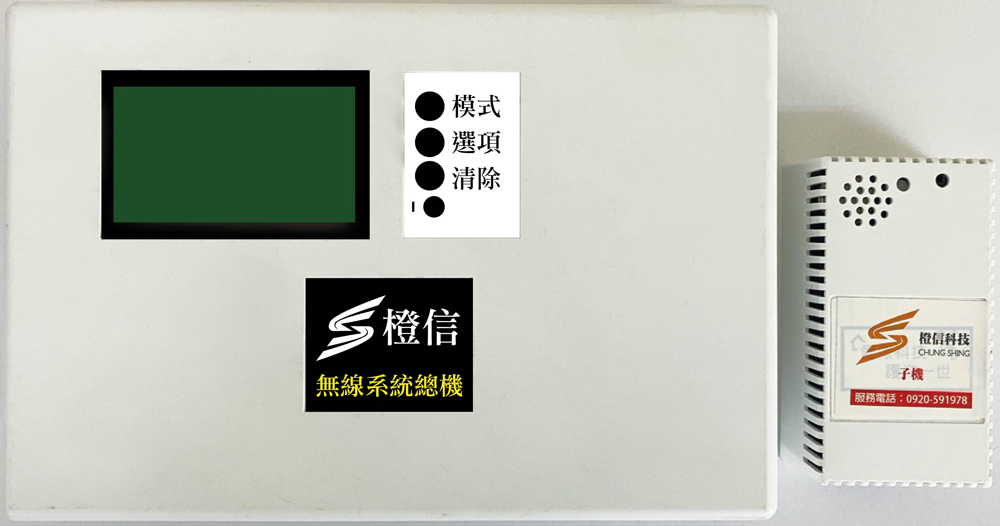 模式
選項
清除
橙信
無線系統總機
橙信科技
CHUNG SHING
子機
服務電話：0920-591978